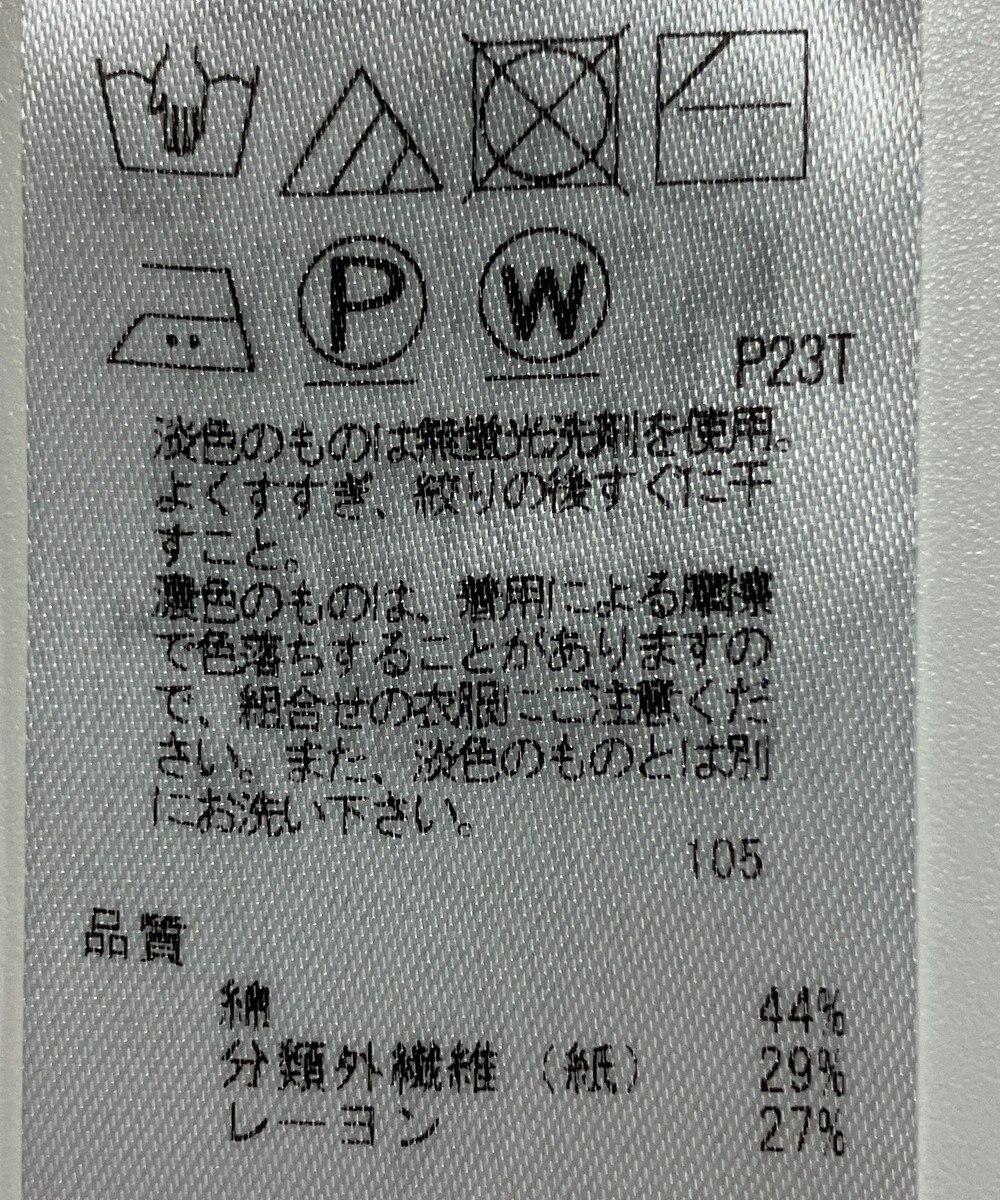 P W
P23T
淡色のものは無蛍光洗剤を使用。
よくすすぎ、絞りの後すぐに干
すこと。
濃色のものは、着用による摩擦
で色落ちすることがありますの
で、組合せの衣服にご注意くだ
さい。また、淡色のものとは別
にお洗い下さい。
105
品質
綿 44%
分類外繊維(紙) 29%
レーヨン 27%